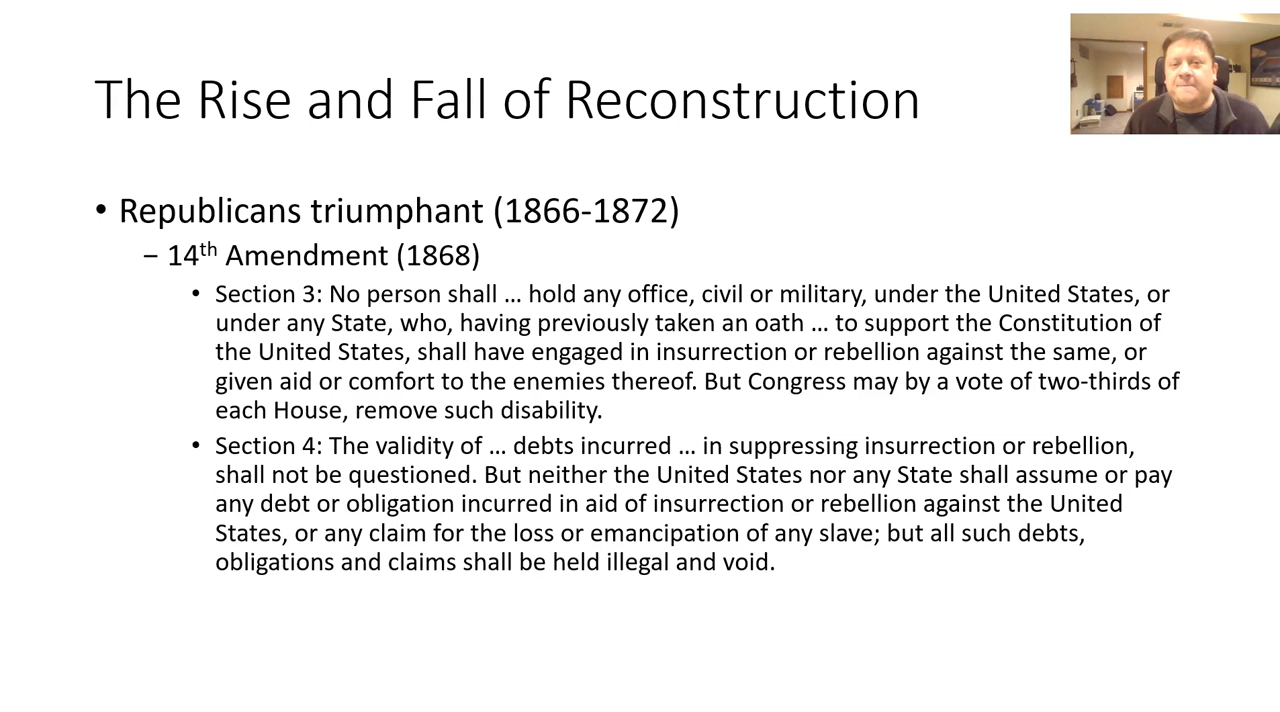 The Rise and Fall of Reconstruction
• Republicans triumphant (1866-1872)
– 14th Amendment (1868)
• Section 3: No person shall … hold any office, civil or military, under the United States, or
under any State, who, having previously taken an oath … to support the Constitution of
the United States, shall have engaged in insurrection or rebellion against the same, or
given aid or comfort to the enemies thereof. But Congress may by a vote of two-thirds of
each House, remove such disability.
• Section 4: The validity of … debts incurred … in suppressing insurrection or rebellion,
shall not be questioned. But neither the United States nor any State shall assume or pay
any debt or obligation incurred in aid of insurrection or rebellion against the United
States, or any claim for the loss or emancipation of any slave; but all such debts,
obligations and claims shall be held illegal and void.